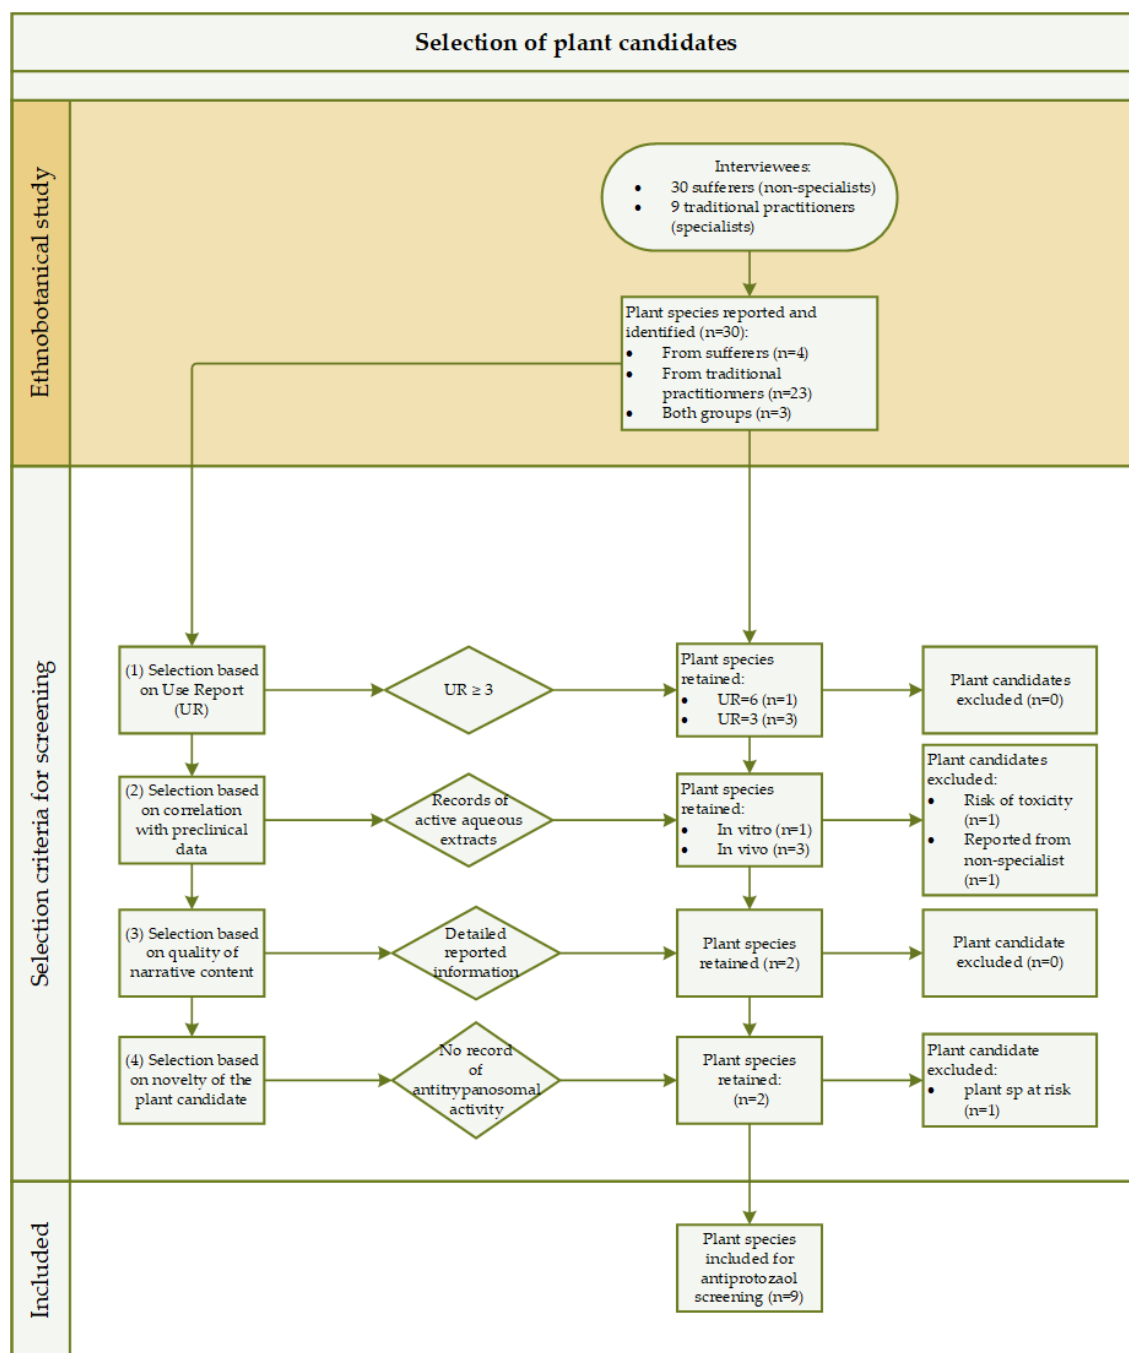 Selection of plant candidates
Ethnobotanical study
Interviewees:
• 30 sufferers (non-specialists)
• 9 traditional practitioners
(specialists)
Plant species reported and
identified (n=30):
• From sufferers (n=4)
• From traditional
practitionners (n=23)
• Both groups (n=3)
Selection criteria for screening
(1) Selection based
on Use Report
(UR)
UR ≥ 3
Plant species
retained:
• UR=6 (n=1)
• UR=3 (n=3)
Plant candidates
excluded (n=0)
(2) Selection based
on correlation
with preclinical
data
Records of
active aqueous
extracts
Plant species
retained:
• In vitro (n=1)
• In vivo (n=3)
Plant candidates
excluded:
• Risk of toxicity
(n=1)
• Reported from
non-specialist
(n=1)
(3) Selection based
on quality of
narrative content
Detailed
reported
information
Plant species
retained (n=2)
Plant candidate
excluded (n=0)
(4) Selection based
on novelty of the
plant candidate
No record
of
antitrypanosomal
activity
Plant species
retained:
(n=2)
Plant candidate
excluded:
• plant sp at risk
(n=1)
Included
Plant species
included for
antiprotozaol
screening (n=9)